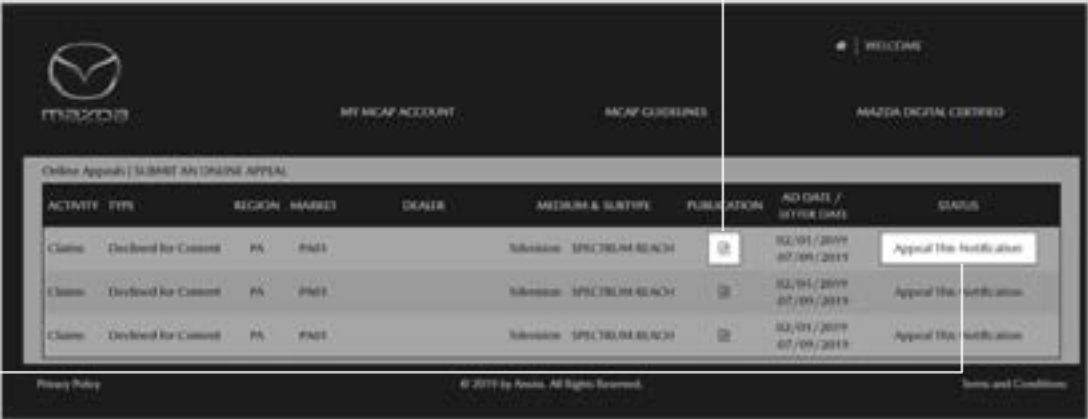 WELCOME
mazda
MY MCAP ACCOUNT MCAP GUIDELINES MAZDA DIGITAL CERTIFIED
Online Appeals | SUBMIT AN ONLINE APPEAL
ACTIVITY TYPE REGION MARKET DEALER MEDIUM & SUBTYPE PUBLICATION AD DATE / LETTER DATE STATUS
Claims Declined for Content PA PA03 Television SPECTRUM REACH 02/01/2019 Appeal This Notification
07/09/2019
Claims Declined for Content PA PA03 Television SPECTRUM REACH 02/01/2019 Appeal This Notification
07/09/2019
Claims Declined for Content PA PA03 Television SPECTRUM REACH 02/01/2019 Appeal This Notification
07/09/2019
Privacy Policy © 2019 by Ansira. All Rights Reserved. Terms and Conditions